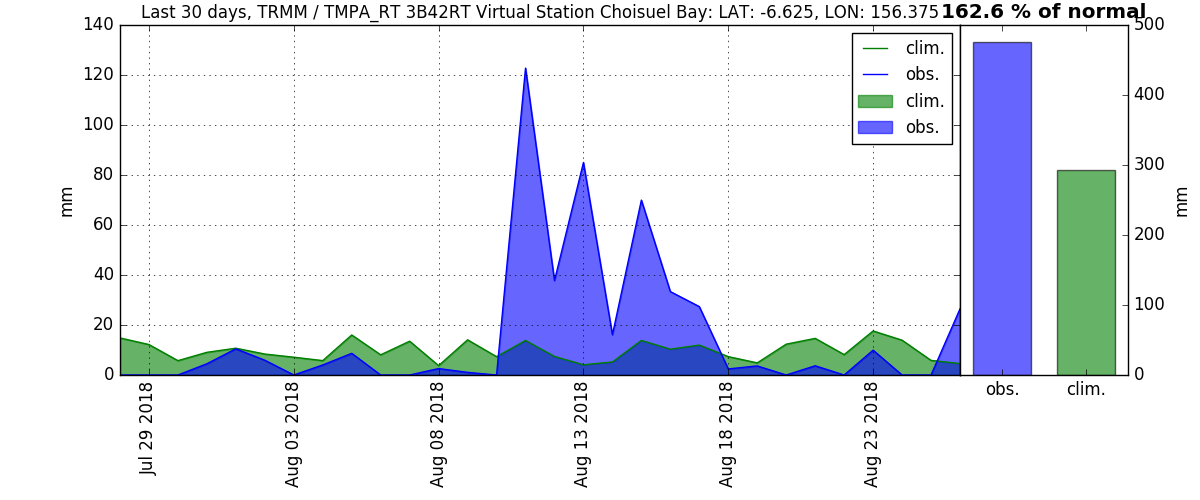 Last 30 days, TRMM / TMPA_RT 3B42RT Virtual Station Choisuel Bay: LAT: -6.625, LON: 156.375
162.6 % of normal
140
120
100
80
60
40
20
0
mm
clim.
obs.
clim.
obs.
Jul 29 2018
Aug 03 2018
Aug 08 2018
Aug 13 2018
Aug 18 2018
Aug 23 2018
500
400
300
200
100
0
mm
obs.
clim.